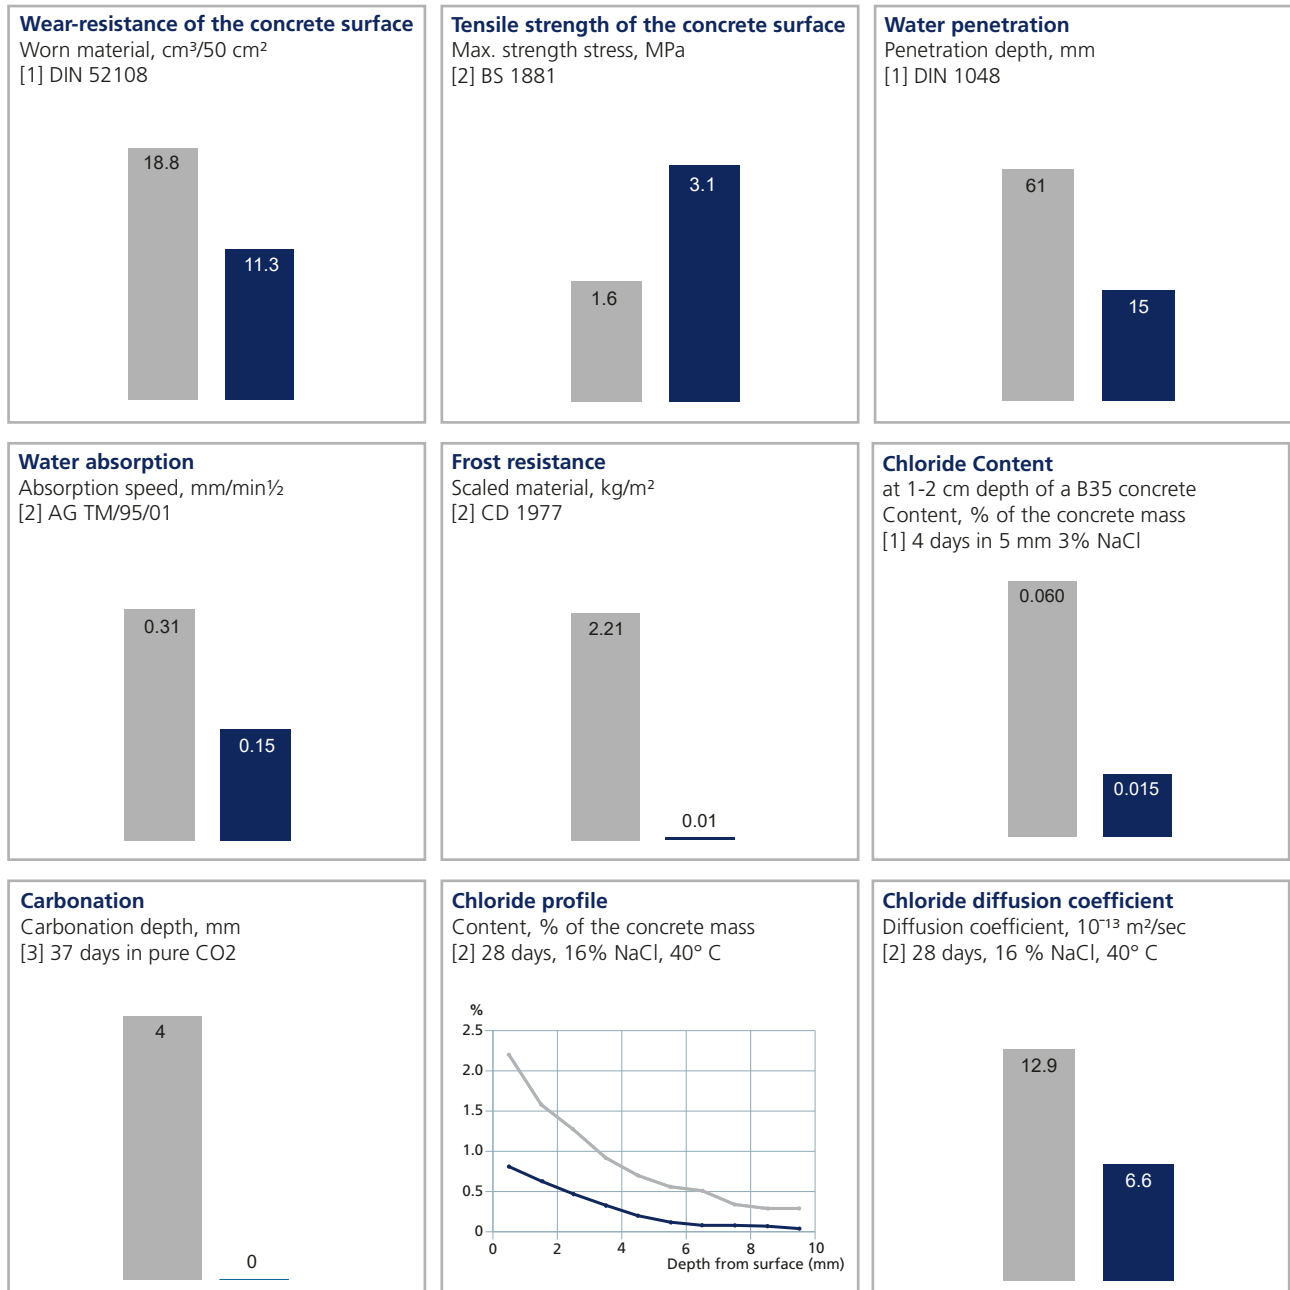 Wear-resistance of the concrete surface
Worn material, cm³/50 cm²
[1] DIN 52108
18.8
11.3
Tensile strength of the concrete surface
Max. strength stress, MPa
[2] BS 1881
1.6
3.1
Water penetration
Penetration depth, mm
[1] DIN 1048
61
15
Water absorption
Absorption speed, mm/min½
[2] AG TM/95/01
0.31
0.15
Frost resistance
Scaled material, kg/m²
[2] CD 1977
2.21
0.01
Chloride Content
at 1-2 cm depth of a B35 concrete
Content, % of the concrete mass
[1] 4 days in 5 mm 3% NaCl
0.060
0.015
Carbonation
Carbonation depth, mm
[3] 37 days in pure CO2
4
0
Chloride profile
Content, % of the concrete mass
[2] 28 days, 16% NaCl, 40° C
%
2.5
2.0
1.5
1.0
0.5
0
0 2 4 6 8 10
Depth from surface (mm)
Chloride diffusion coefficient
Diffusion coefficient, 10⁻¹³ m²/sec
[2] 28 days, 16 % NaCl, 40° C
12.9
6.6